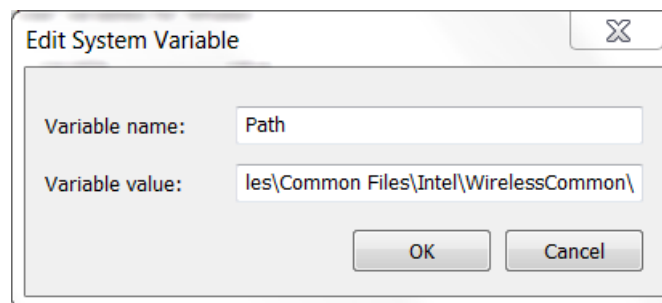 Edit System Variable
Variable name: Path
Variable value: les\Common Files\Intel\WirelessCommon\
OK Cancel